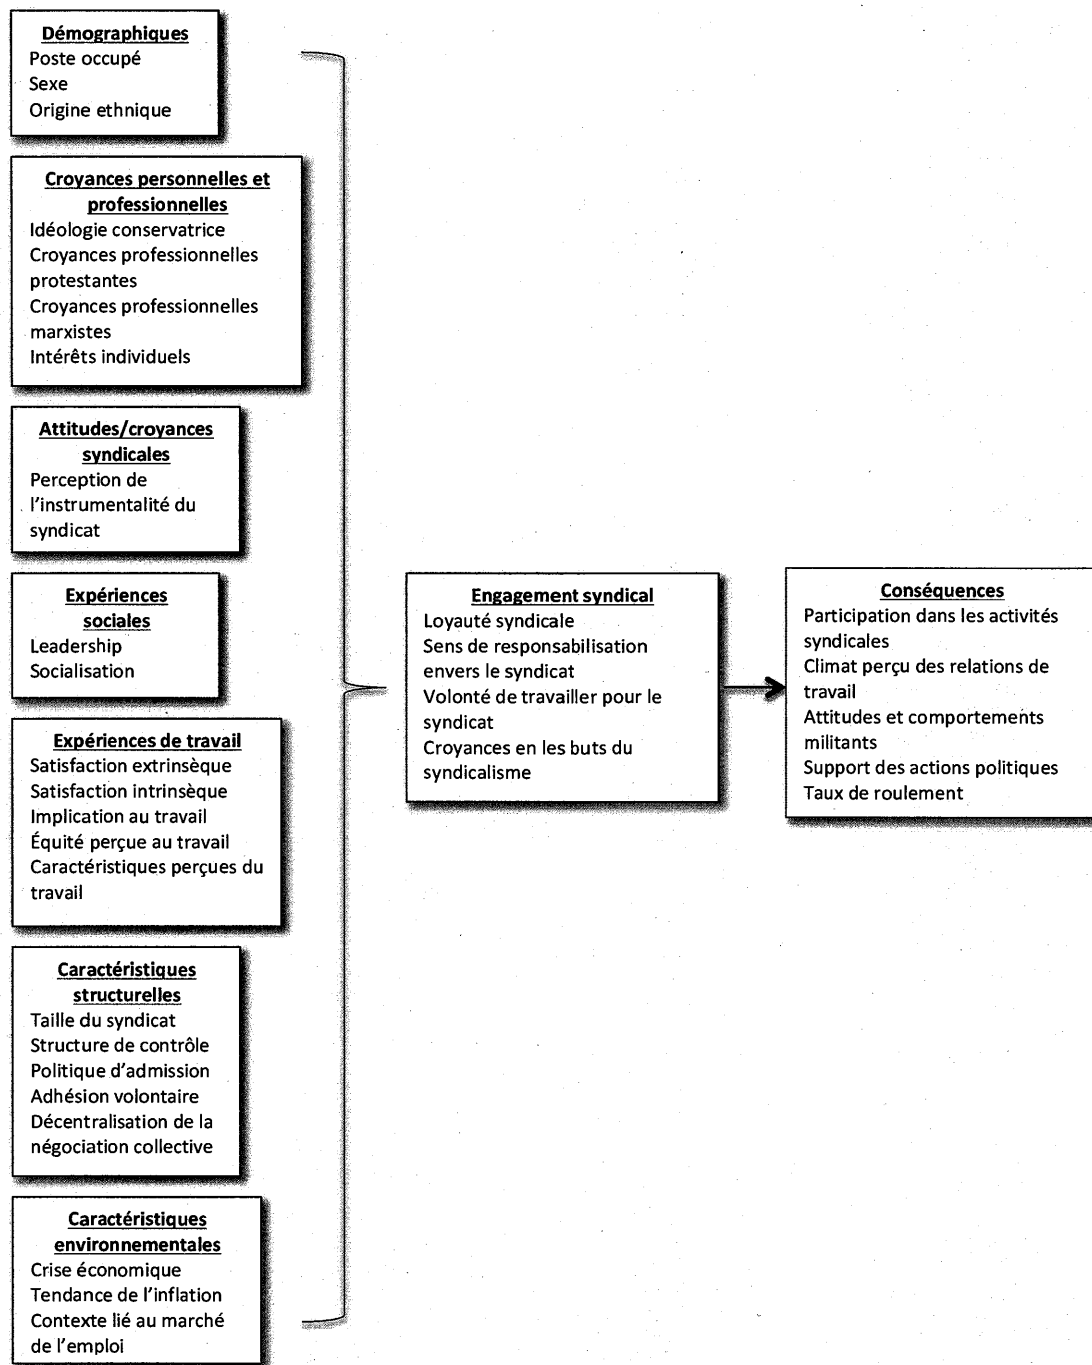 Démographiques
Poste occupé
Sexe
Origine ethnique
Croyances personnelles et
professionnelles
Idéologie conservatrice
Croyances professionnelles
protestantes
Croyances professionnelles
marxistes
Intérêts individuels
Attitudes/croyances
syndicales
Perception de
l'instrumentalité du
syndicat
Expériences
sociales
Leadership
Socialisation
Expériences de travail
Satisfaction extrinsèque
Satisfaction intrinsèque
Implication au travail
Équité perçue au travail
Caractéristiques perçues du
travail
Caractéristiques
structurelles
Taille du syndicat
Structure de contrôle
Politique d'admission
Adhésion volontaire
Décentralisation de la
négociation collective
Caractéristiques
environnementales
Crise économique
Tendance de l'inflation
Contexte lié au marché
de l'emploi
Engagement syndical
Loyauté syndicale
Sens de responsabilisation
envers le syndicat
Volonté de travailler pour le
syndicat
Croyances en les buts du
syndicalisme
Conséquences
Participation dans les activités
syndicales
Climat perçu des relations de
travail
Attitudes et comportements
militants
Support des actions politiques
Taux de roulement